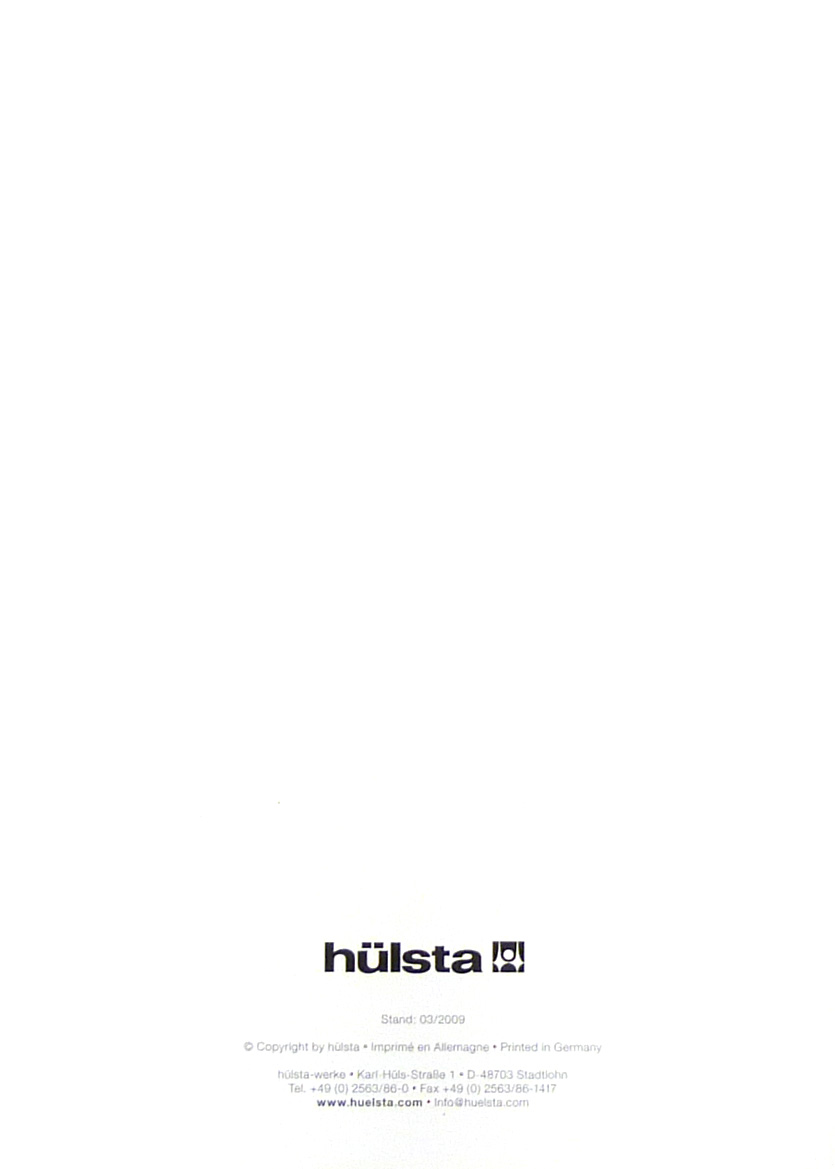 hülsta
Stand: 03/2009
© Copyright by hülsta • Imprimé en Allemagne • Printed in Germany
hülsta-werke • Karl-Hüls-Straße 1 • D-48703 Stadtlohn
Tel. +49 (0) 2563/86-0 • Fax +49 (0) 2563/86-1417
www.huelsta.com • Info@huelsta.com